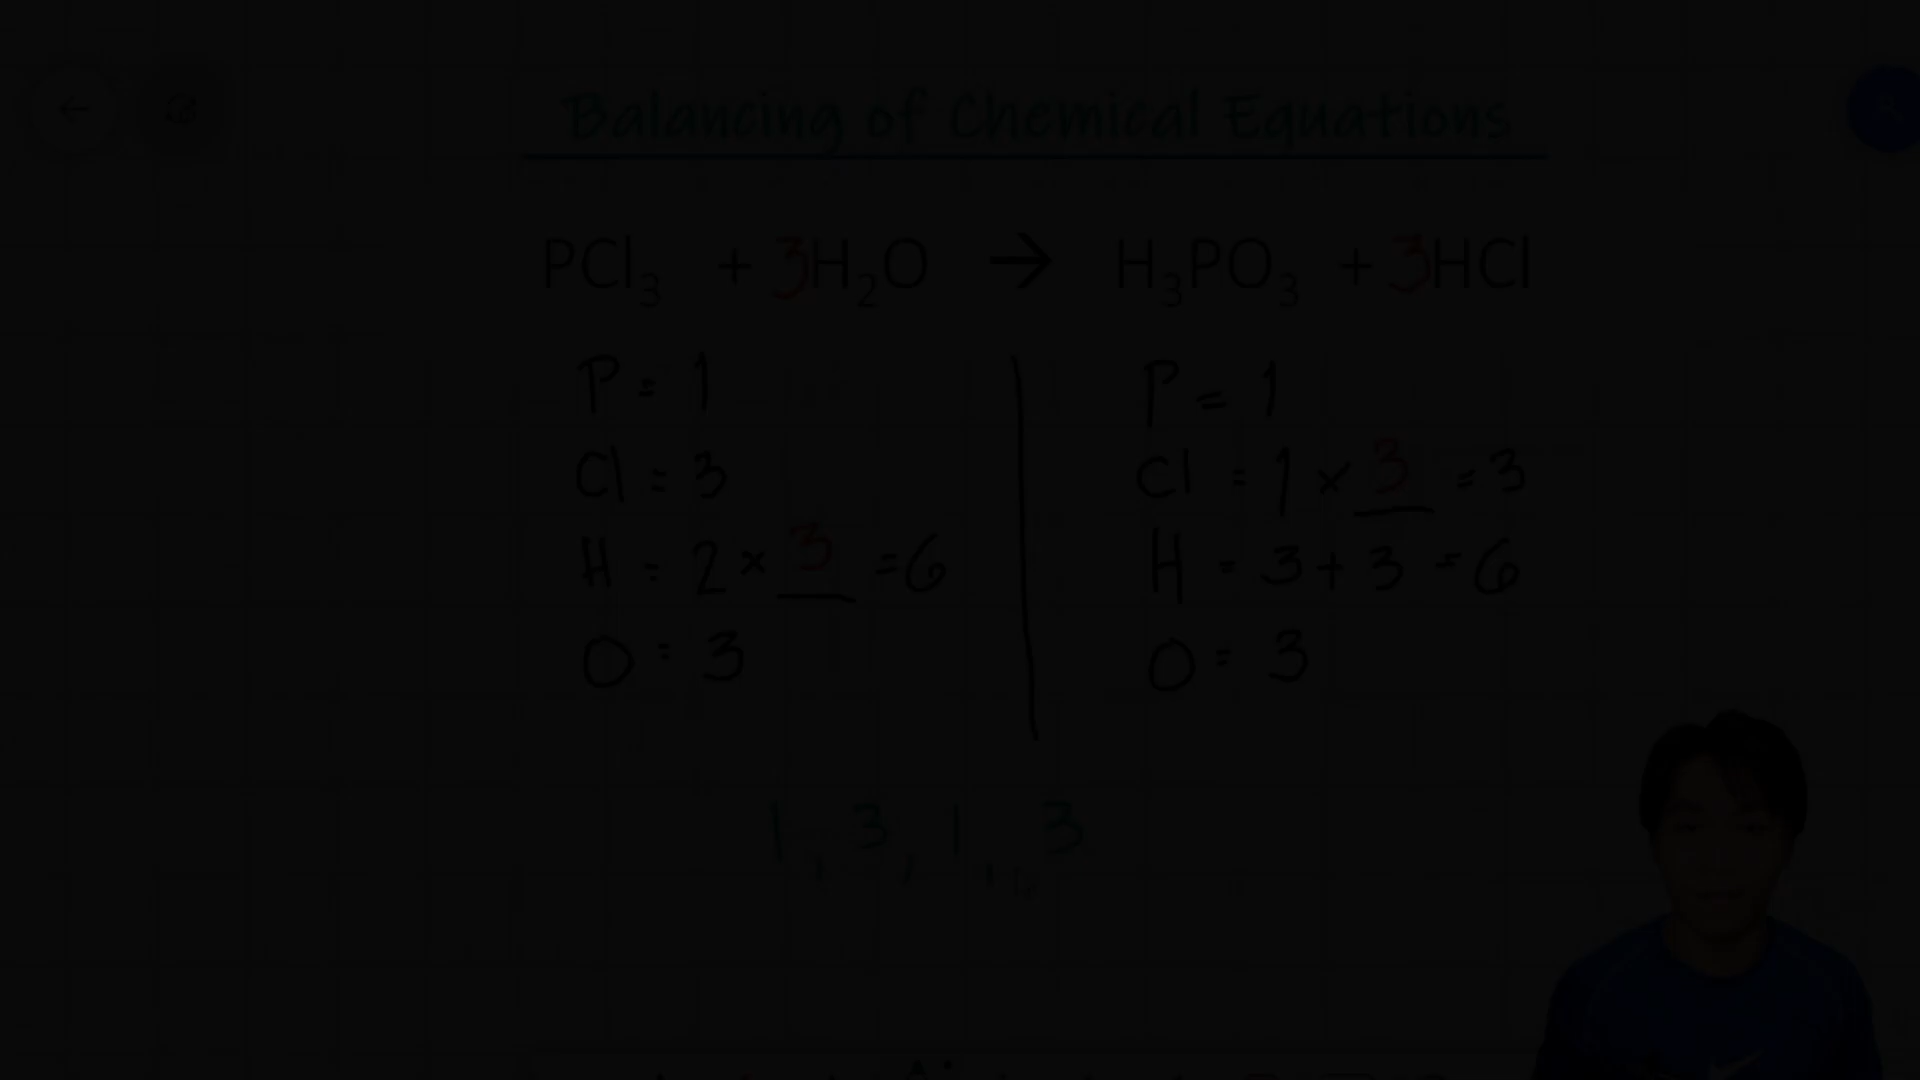 Balancing of Chemical Equations
PCl₃ + 3H₂O → H₃PO₃ + 3HCl
P = 1
Cl = 3
H = 2 × 3 = 6
O = 3
P = 1
Cl = 1 × 3 = 3
H = 3 + 3 = 6
O = 3
1, 3, 1, 3